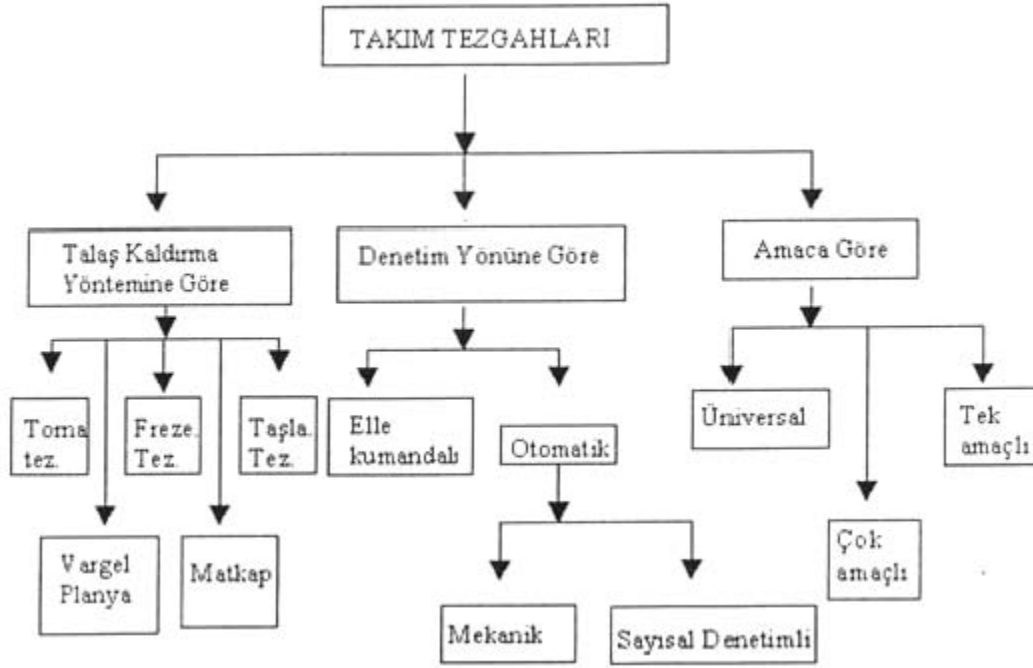 TAKIM TEZGAHLARI
Talaş Kaldırma
Yöntemine Göre
Denetim Yönüne Göre
Amaca Göre
Torna
tez.
Freze.
Tez.
Taşla.
Tez.
Elle
kumandalı
Otomatik
Üniversal
Tek
amaçlı
Vargel
Planya
Matkap
Çok
amaçlı
Mekanik
Sayısal Denetimli